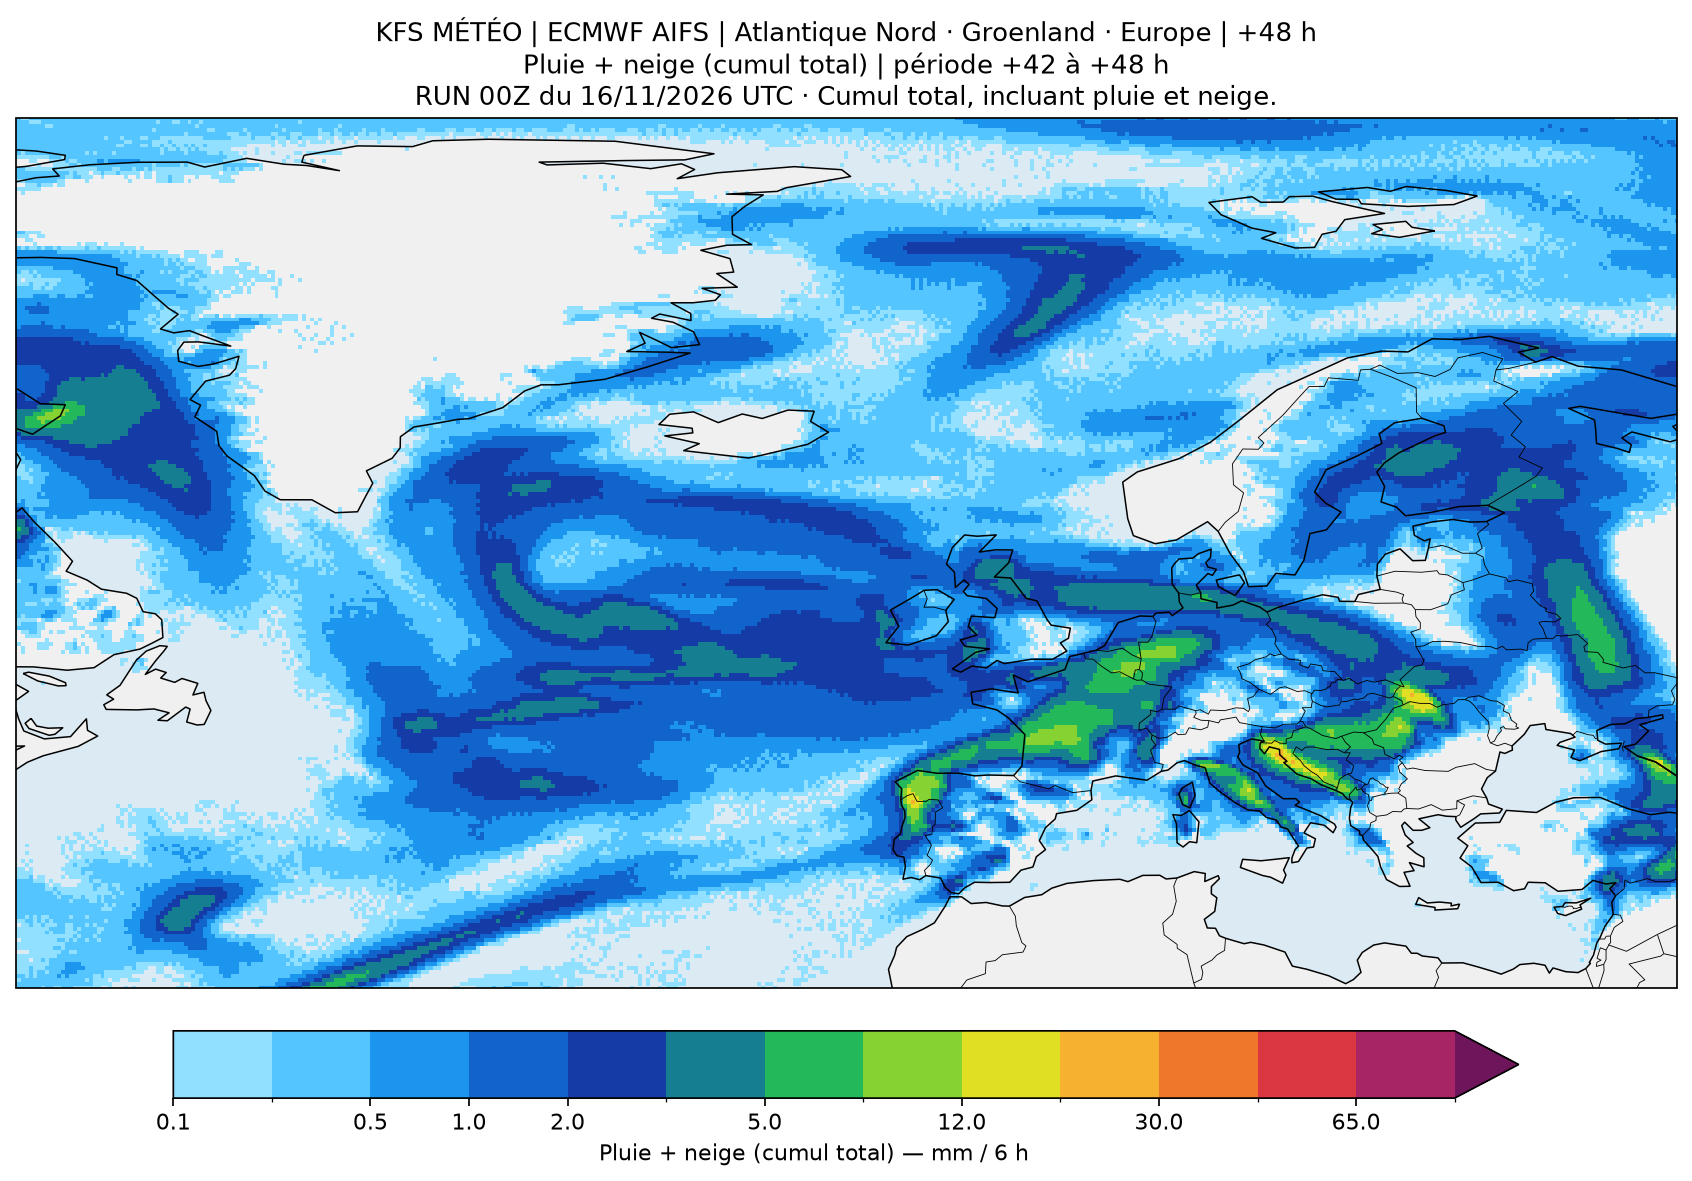 KFS MÉTÉO | ECMWF AIFS | Atlantique Nord · Groenland · Europe | +48 h
Pluie + neige (cumul total) | période +42 à +48 h
RUN 00Z du 16/11/2026 UTC · Cumul total, incluant pluie et neige.
0.1 0.5 1.0 2.0 5.0 12.0 30.0 65.0
Pluie + neige (cumul total) — mm / 6 h